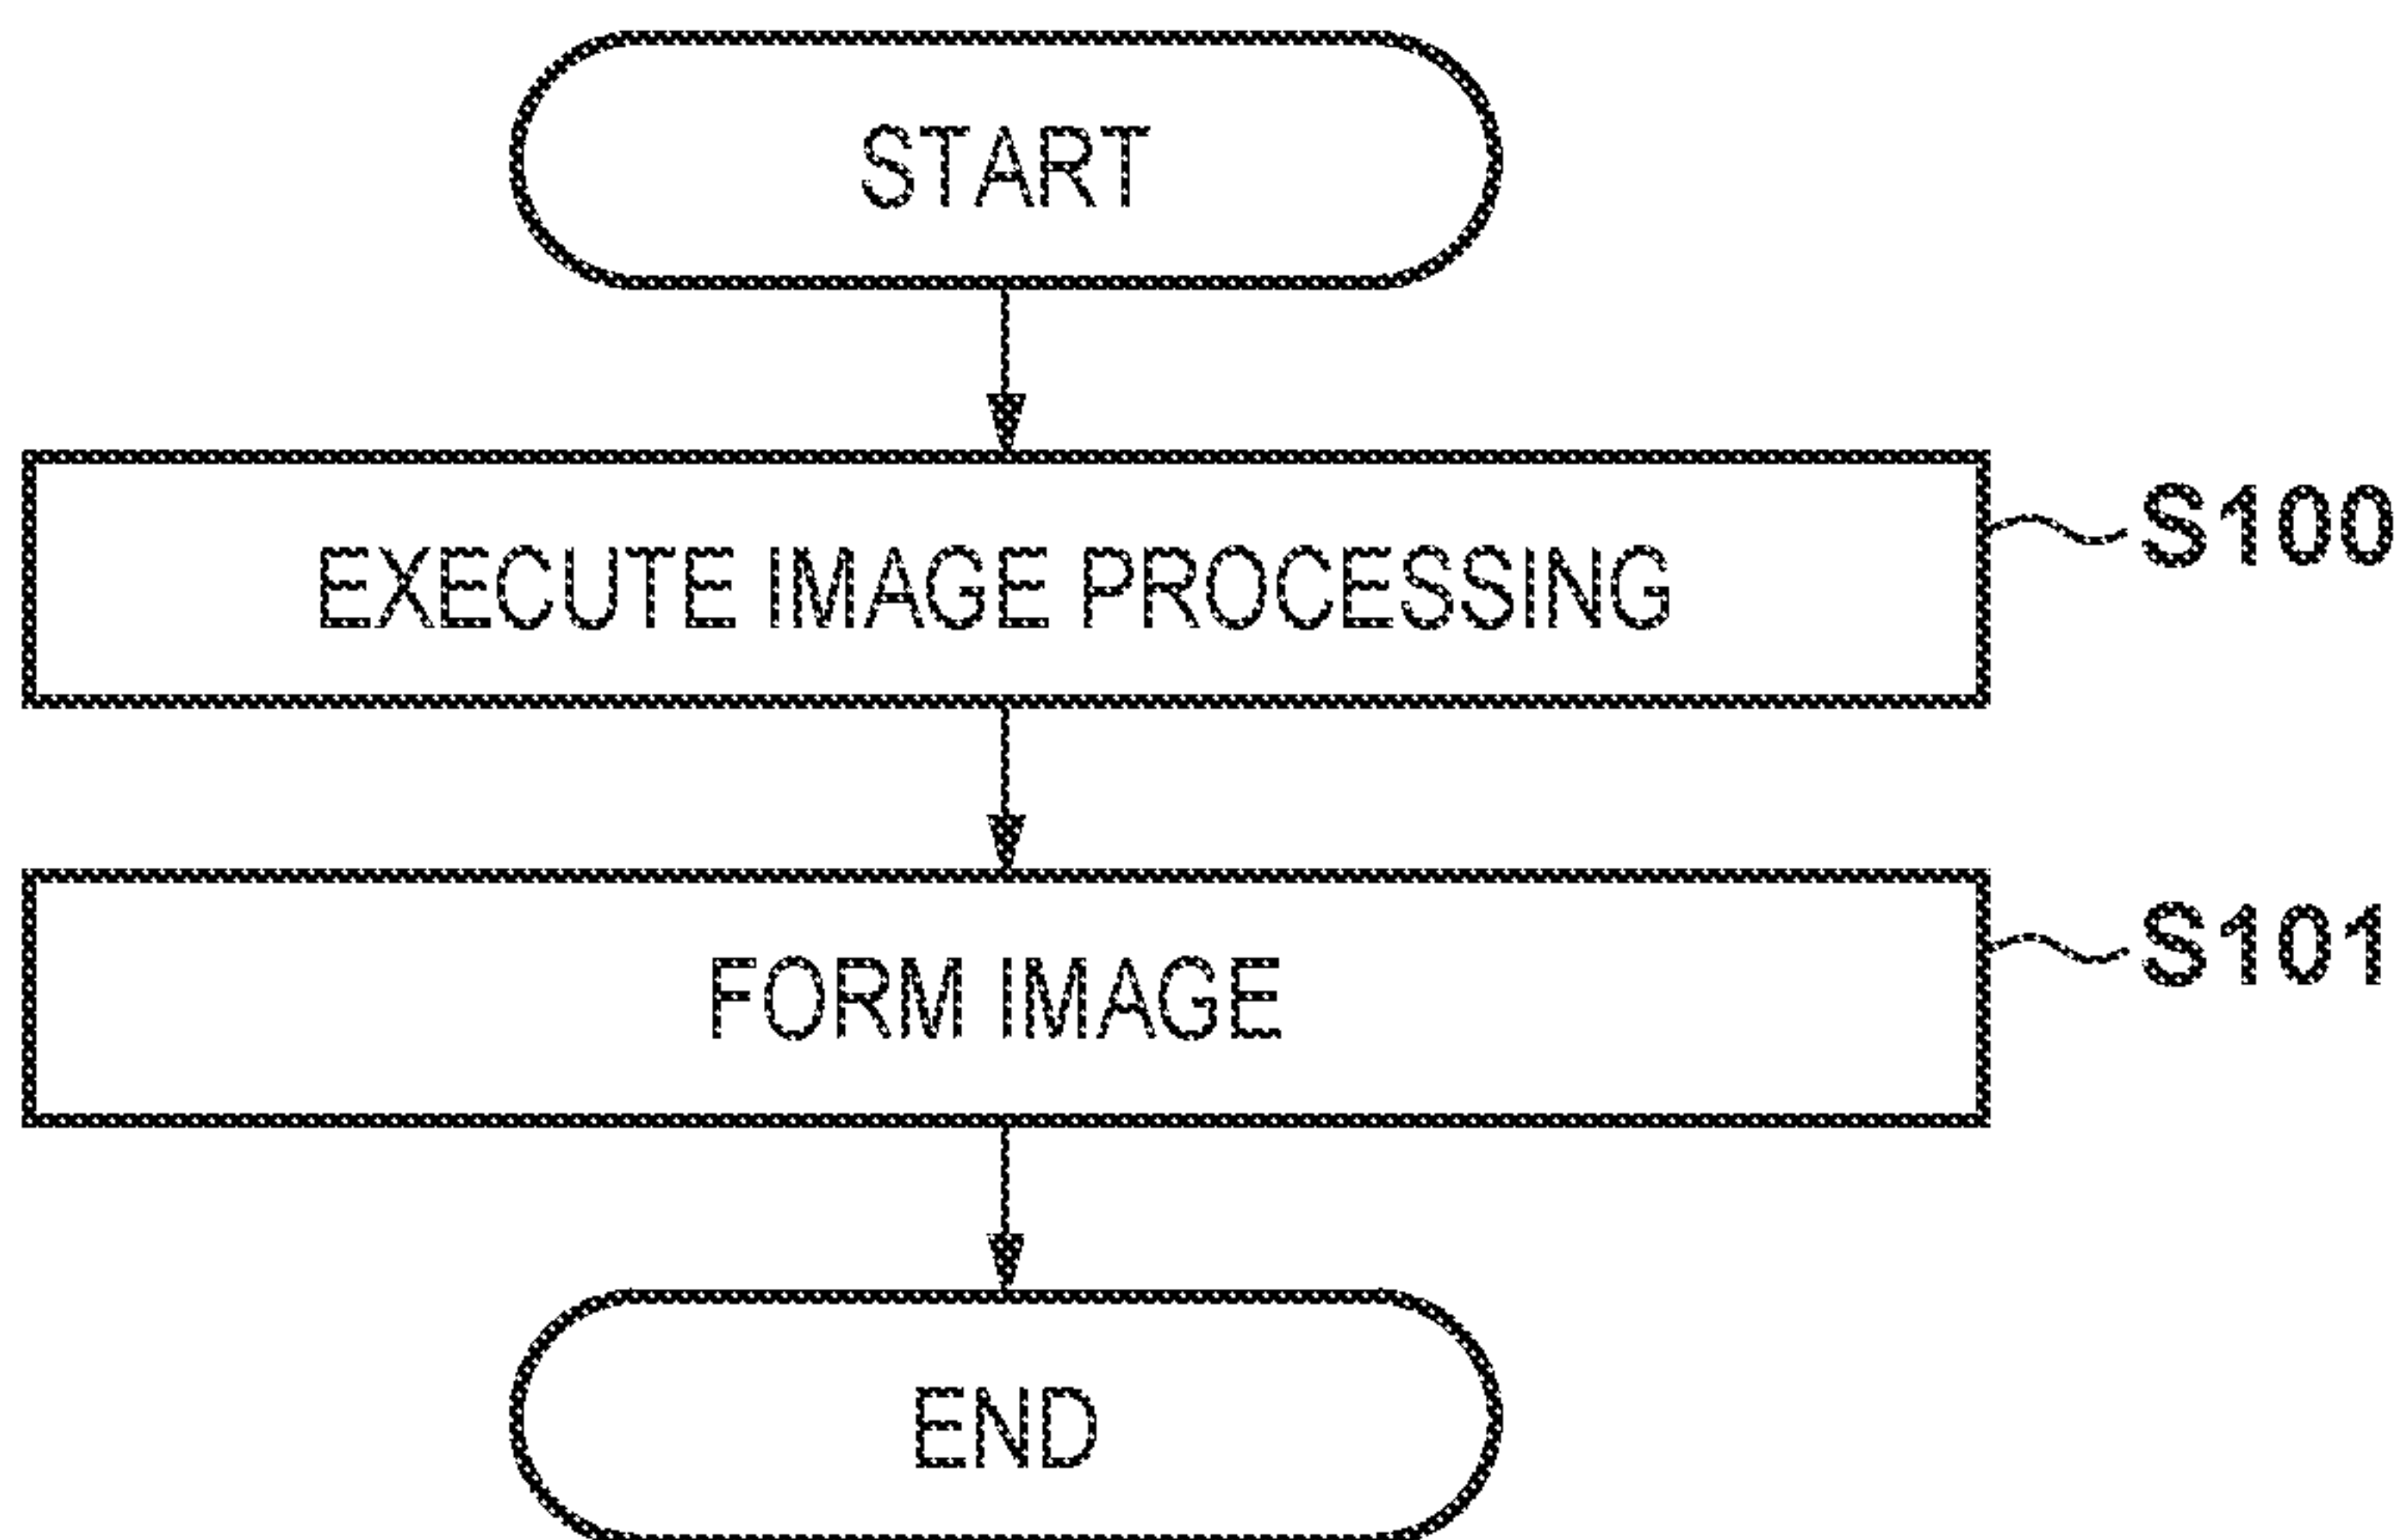 START
EXECUTE IMAGE PROCESSING
S100
FORM IMAGE
S101
END